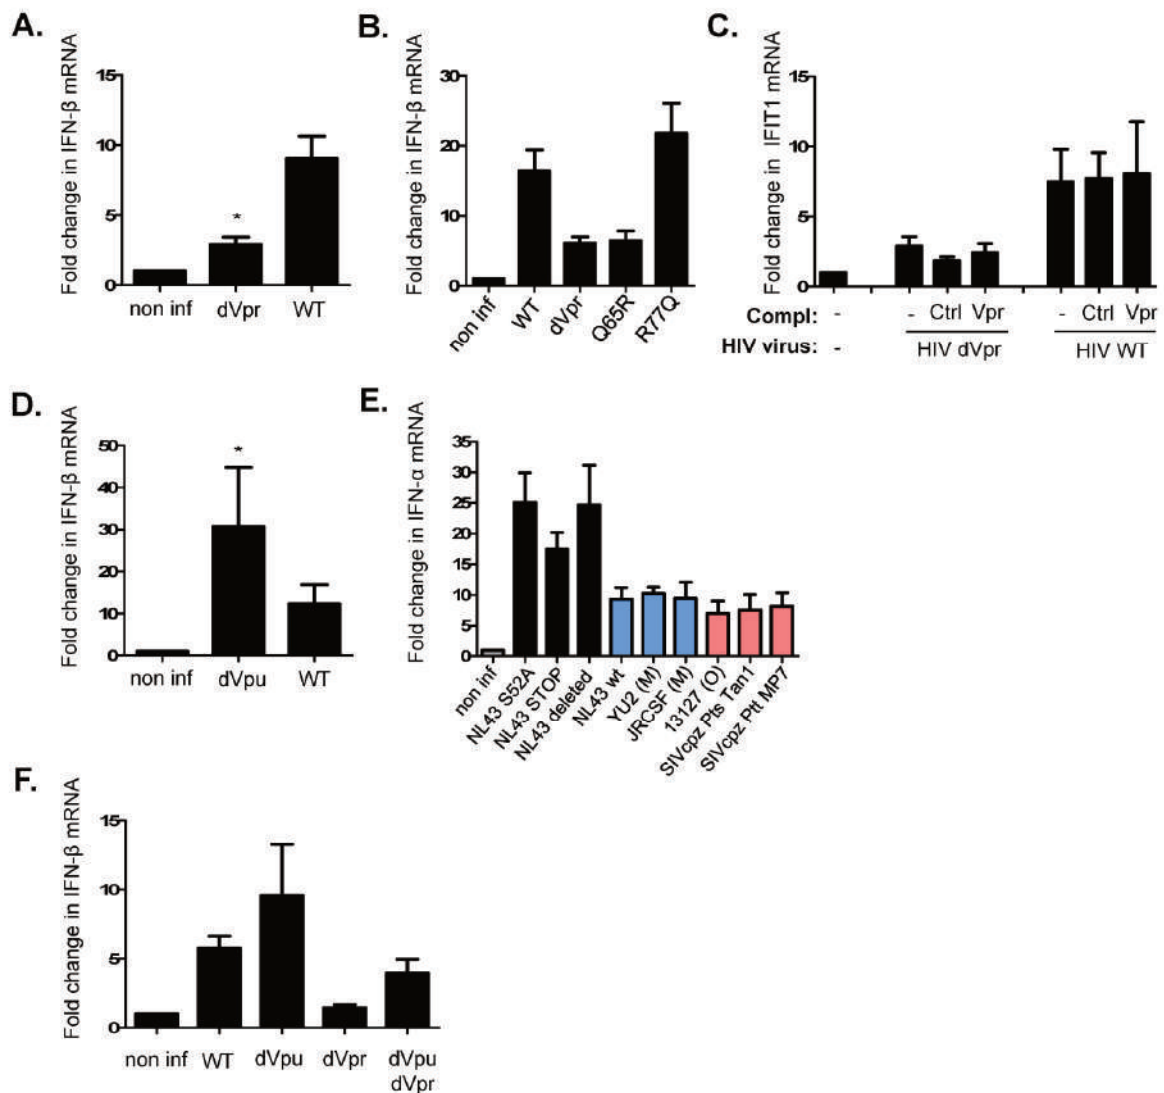 A.
Fold change in IFN-β mRNA
15
10
5
0
*
non inf dVpr WT
B.
Fold change in IFN-β mRNA
30
20
10
0
non inf WT dVpr Q65R R77Q
C.
Fold change in IFIT1 mRNA
15
10
5
0
Compl: - - Ctrl Vpr - Ctrl Vpr
HIV virus: - HIV dVpr HIV WT
D.
Fold change in IFN-β mRNA
50
40
30
20
10
0
*
non inf dVpu WT
E.
Fold change in IFN-α mRNA
35
30
25
20
15
10
5
0
non inf
NL43 S52A
NL43 STOP
NL43 deleted
NL43 wt
YU2 (M)
JRCSF (M)
13127 (O)
SIVcpz Pts Tan1
SIVcpz Ptt MP7
F.
Fold change in IFN-β mRNA
15
10
5
0
non inf WT dVpu dVpr dVpu
dVpr